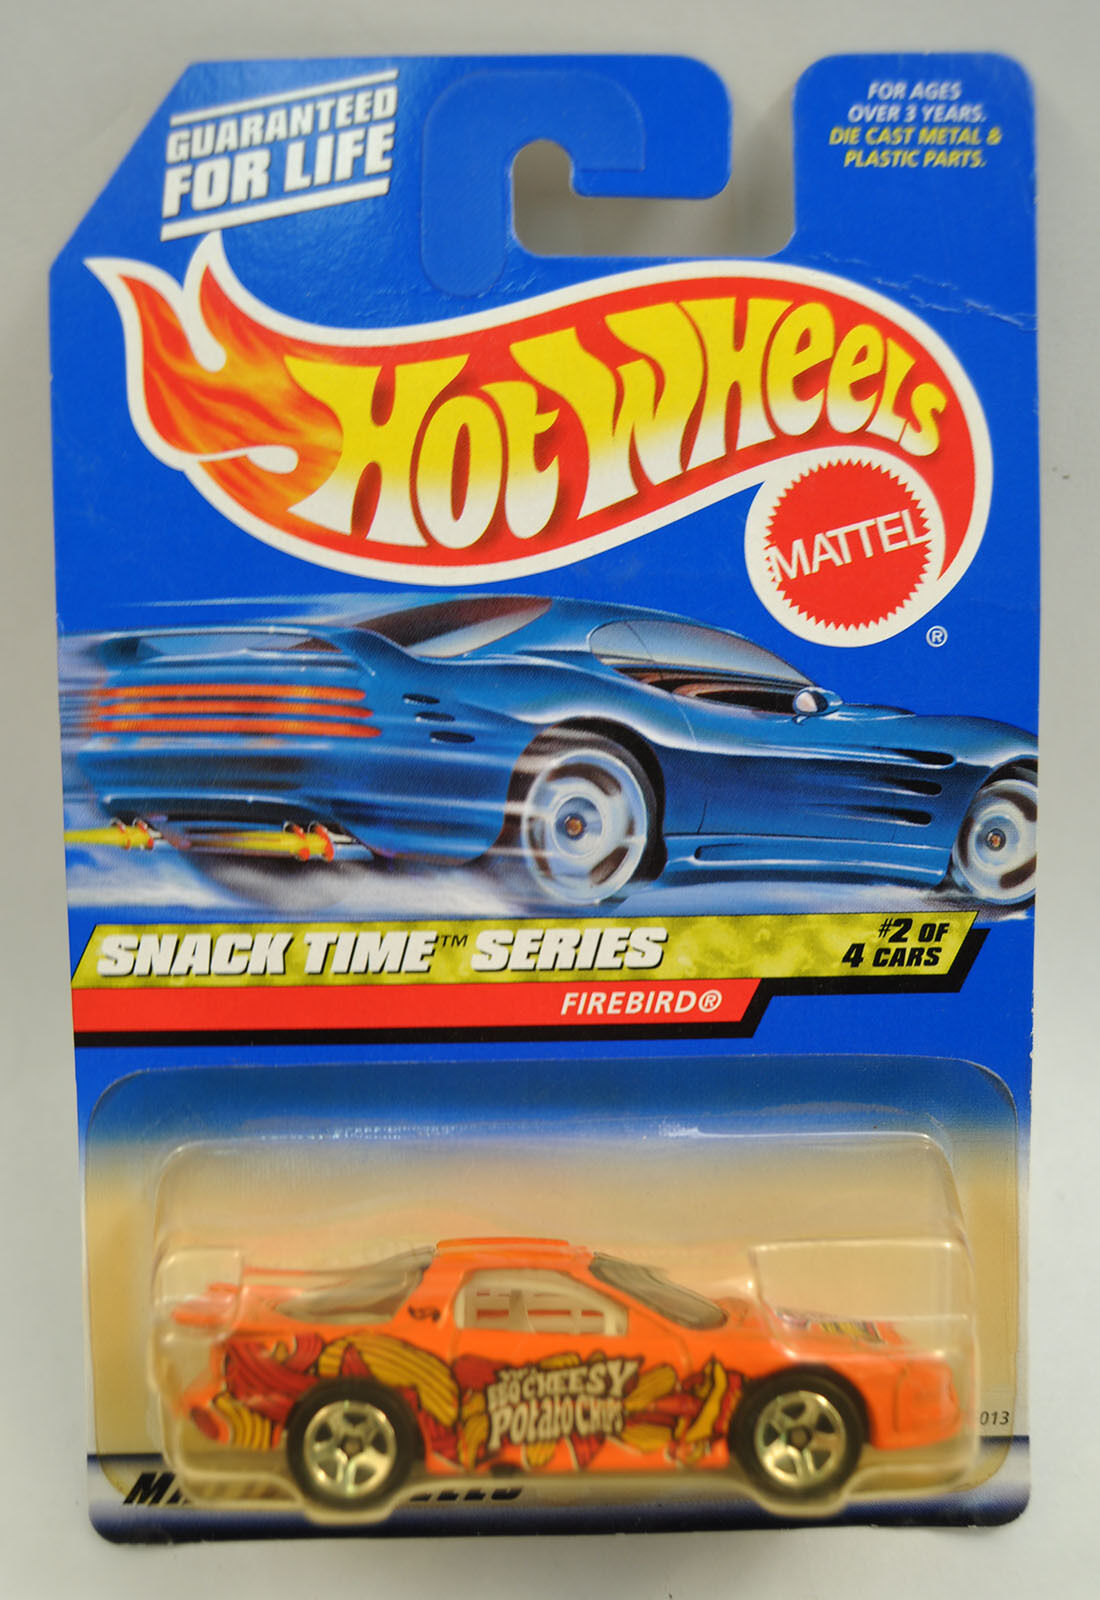 GUARANTEED
FOR LIFE
FOR AGES
OVER 3 YEARS.
DIE CAST METAL &
PLASTIC PARTS.
HOT WHEELS
MATTEL
®
SNACK TIME™ SERIES
#2 OF
4 CARS
FIREBIRD®
BBQ CHEESY
POTATO CHIPS
013